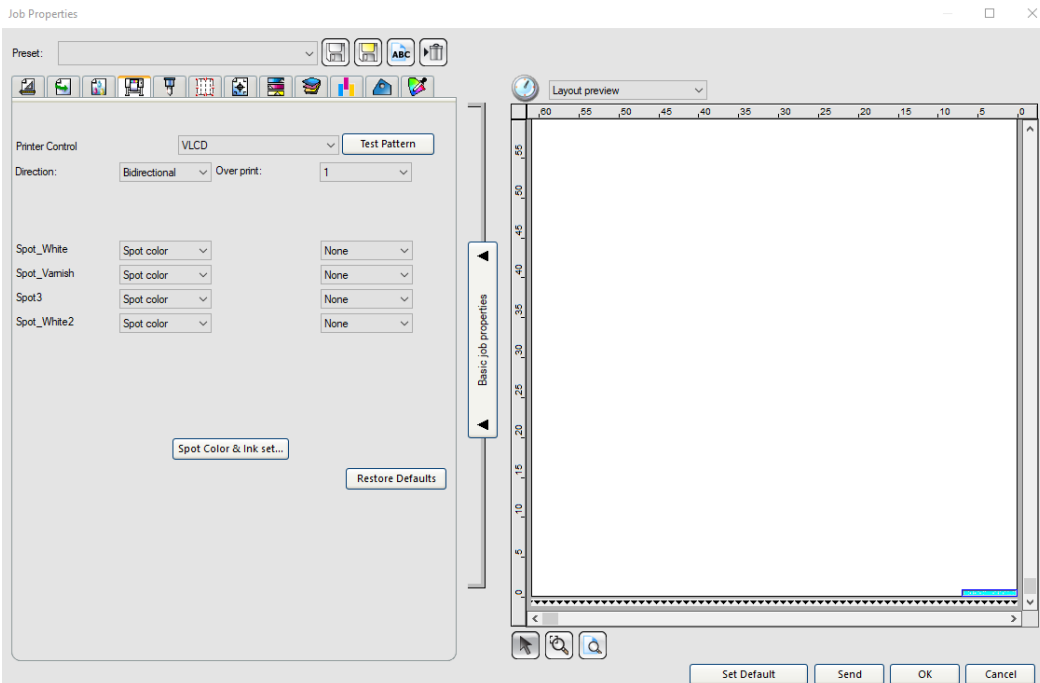 Job Properties
Preset:
ABC
Layout preview
60 55 50 45 40 35 30 25 20 15 10 5 0
Printer Control VLCD Test Pattern
Direction: Bidirectional Over print: 1
Spot_White Spot color None
Spot_Varnish Spot color None
Spot3 Spot color None
Spot_White2 Spot color None
Spot Color & Ink set...
Restore Defaults
Basic job properties
55
50
45
40
35
30
25
20
15
10
5
0
Set Default Send OK Cancel